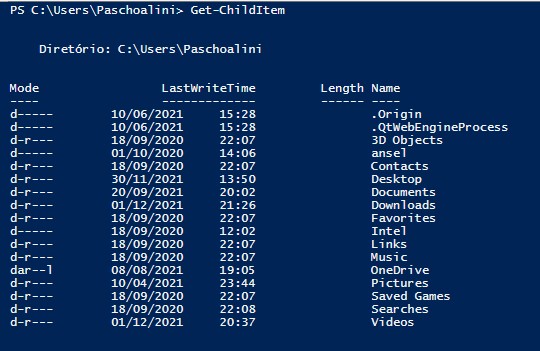 PS C:\Users\Paschoalini> Get-ChildItem
Diretório: C:\Users\Paschoalini
Mode LastWriteTime Length Name
---- ------------- ------ ----
d----- 10/06/2021 15:28 .Origin
d----- 10/06/2021 15:28 .QtWebEngineProcess
d-r--- 18/09/2020 22:07 3D Objects
d----- 01/10/2020 14:06 ansel
d-r--- 18/09/2020 22:07 Contacts
d-r--- 30/11/2021 13:50 Desktop
d-r--- 20/09/2021 20:02 Documents
d-r--- 01/12/2021 21:26 Downloads
d-r--- 18/09/2020 22:07 Favorites
d----- 18/09/2020 12:02 Intel
d-r--- 18/09/2020 22:07 Links
d-r--- 18/09/2020 22:07 Music
dar--l 08/08/2021 19:05 OneDrive
d-r--- 10/04/2021 23:44 Pictures
d-r--- 18/09/2020 22:07 Saved Games
d-r--- 18/09/2020 22:08 Searches
d-r--- 01/12/2021 20:37 Videos